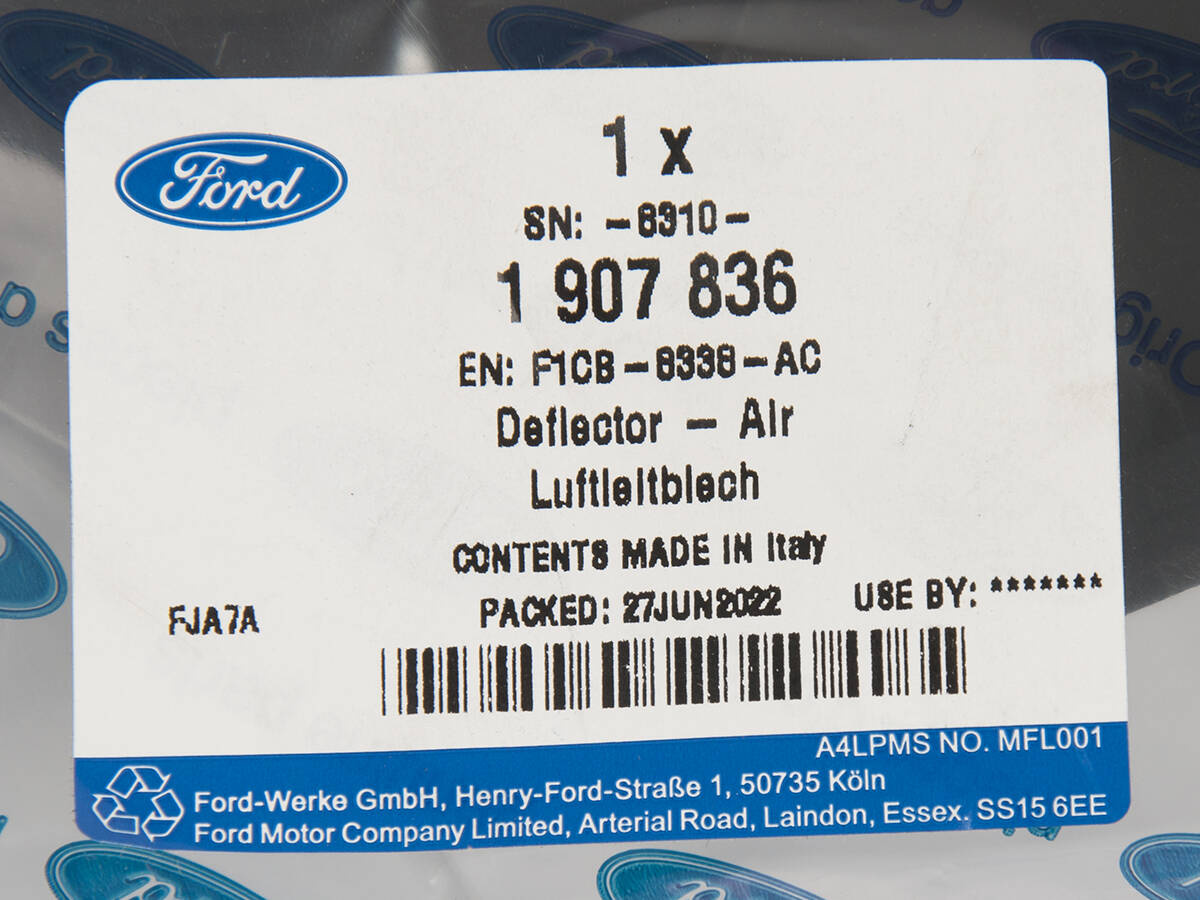 Ford
1 x
SN: -8310-
1 907 836
EN: F1CB-8338-AC
Deflector - Air
Luftleitblech
CONTENTS MADE IN Italy
PACKED: 27JUN2022
USE BY: *******
FJA7A
A4LPMS NO. MFL001
Ford-Werke GmbH, Henry-Ford-Straße 1, 50735 Köln
Ford Motor Company Limited, Arterial Road, Laindon, Essex. SS15 6EE